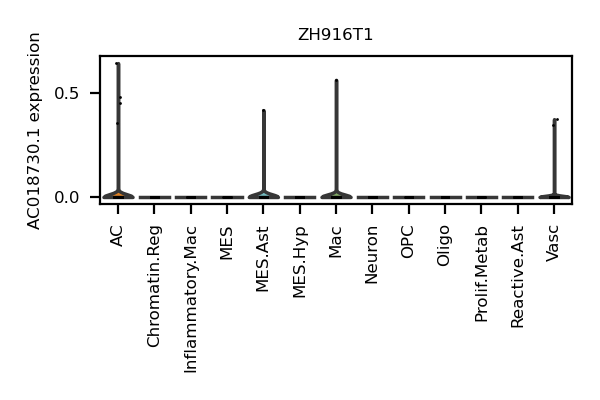 ZH916T1
AC018730.1 expression
0.5
0.0
AC
Chromatin.Reg
Inflammatory.Mac
MES
MES.Ast
MES.Hyp
Mac
Neuron
OPC
Oligo
Prolif.Metab
Reactive.Ast
Vasc